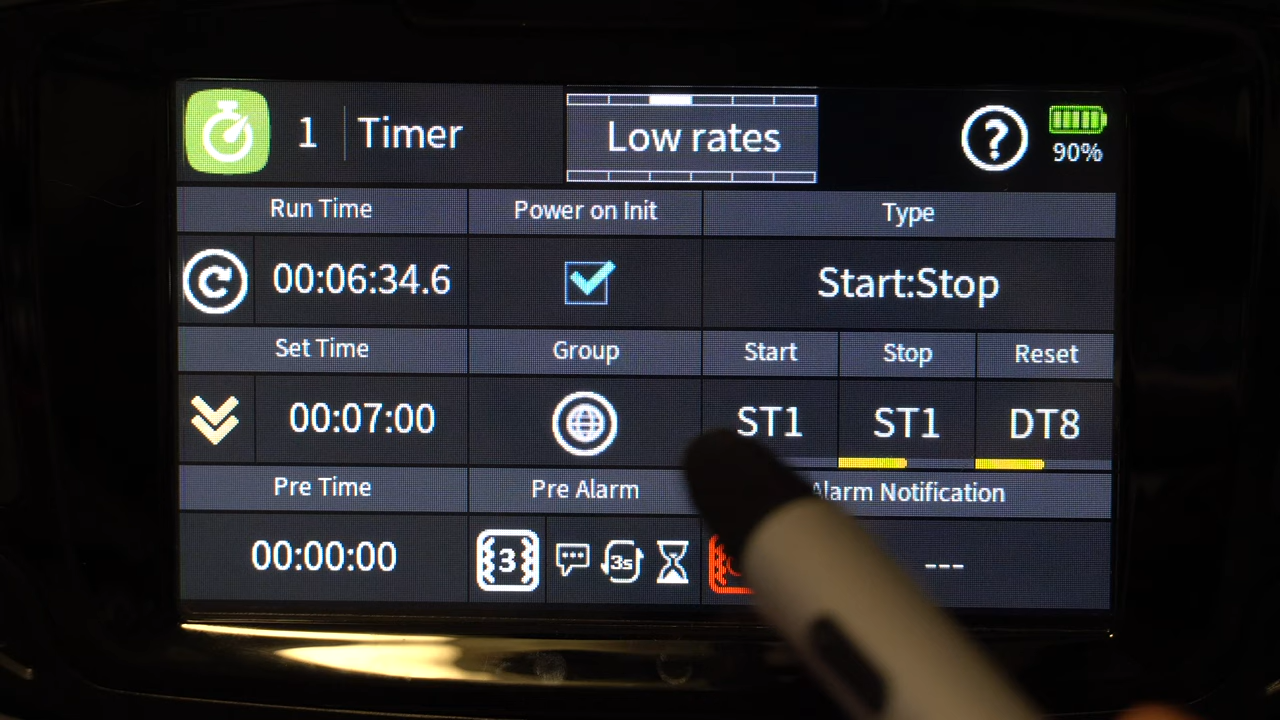 1 Timer
Low rates
?
90%
Run Time Power on Init Type
00:06:34.6 Start:Stop
Set Time Group Start Stop Reset
00:07:00 ST1 ST1 DT8
Pre Time Pre Alarm Alarm Notification
00:00:00 3 3s ---